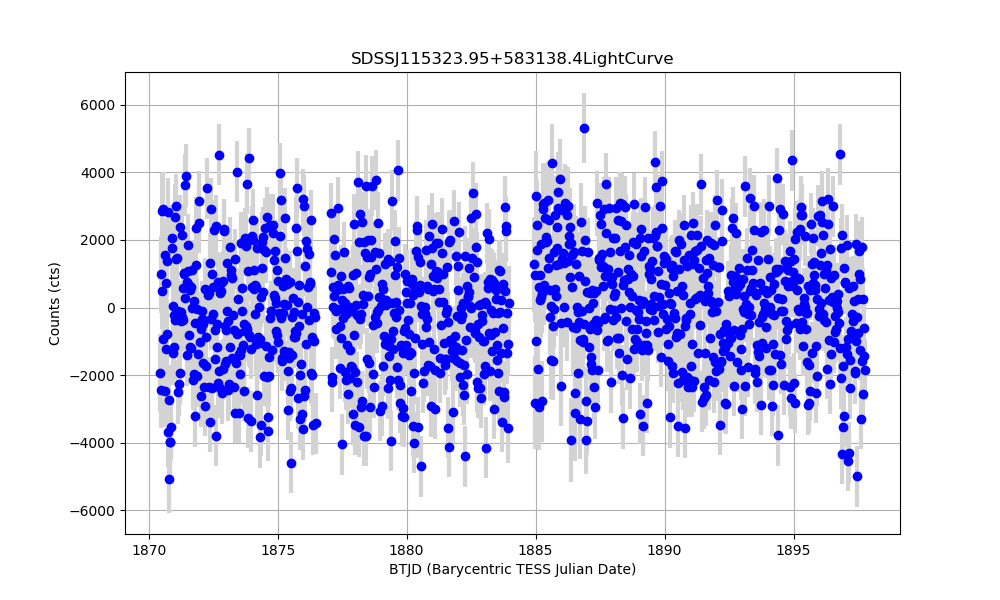 SDSSJ115323.95+583138.4LightCurve
6000
4000
2000
0
−2000
−4000
−6000
Counts (cts)
1870 1875 1880 1885 1890 1895
BTJD (Barycentric TESS Julian Date)